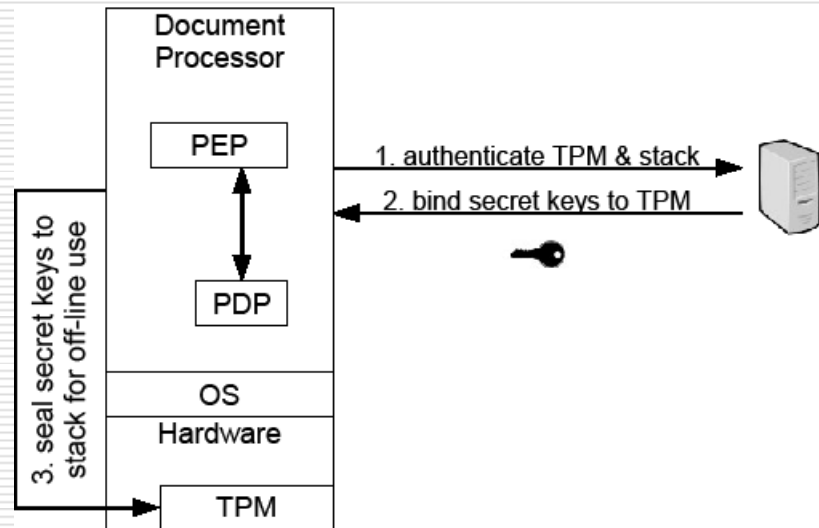 Document
Processor
PEP
1. authenticate TPM & stack
2. bind secret keys to TPM
PDP
3. seal secret keys to
stack for off-line use
OS
Hardware
TPM